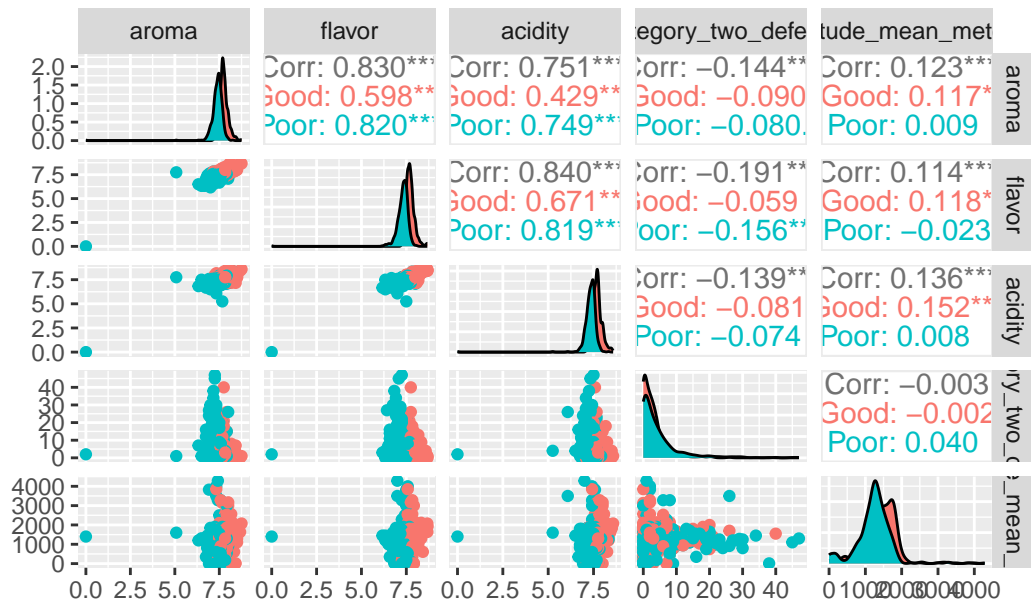 aroma flavor acidity tegory_two_defe tude_mean_met
2.0 Corr: 0.830*** Corr: 0.751*** Corr: −0.144** Corr: 0.123*** aroma
1.5 Good: 0.598** Good: 0.429** Good: −0.090 Good: 0.117*
1.0
0.5 Poor: 0.820*** Poor: 0.749*** Poor: −0.080. Poor: 0.009
0.0
7.5 Corr: 0.840*** Corr: −0.191** Corr: 0.114*** flavor
5.0 Good: 0.671** Good: −0.059 Good: 0.118*
2.5 Poor: 0.819*** Poor: −0.156** Poor: −0.023
0.0
7.5 Corr: −0.139** Corr: 0.136*** acidity
5.0 Good: −0.081 Good: 0.152**
2.5 Poor: −0.074 Poor: 0.008
0.0
40 Corr: −0.003 ory_two_d
30 Good: −0.002
20
10 Poor: 0.040
0
4000 e_mean_
3000
2000
1000
0
0.0 2.5 5.0 7.5 0.0 2.5 5.0 7.5 0.0 2.5 5.0 7.5 0 10 20 30 40 0 1000 2000 3000 4000